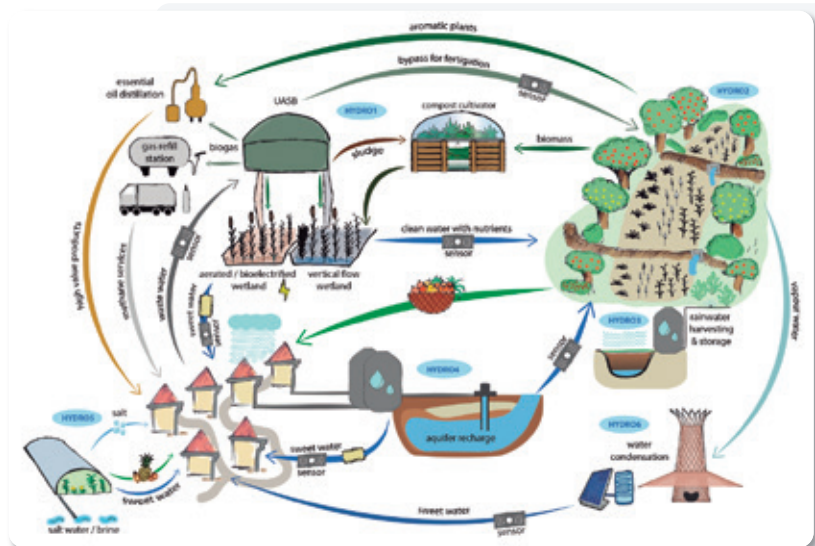 aromatic plants
essential
oil distillation
bypass for fertigation
sensor
UASB
HYDRO1
compost cultivator
HYDRO2
biogas
sludge
biomass
gas refill
station
clean water with nutrients
sensor
aerated / bioelectrified
wetland
vertical flow
wetland
high value products
methane services
waste water
sensor
sweet water
sensor
vapour water
HYDRO3
rainwater
harvesting
& storage
sensor
HYDRO4
aquifer recharge
HYDRO5
salt
sweet water
sensor
HYDRO6
water
condensation
sweet water
salt water / brine
sweet water
sensor